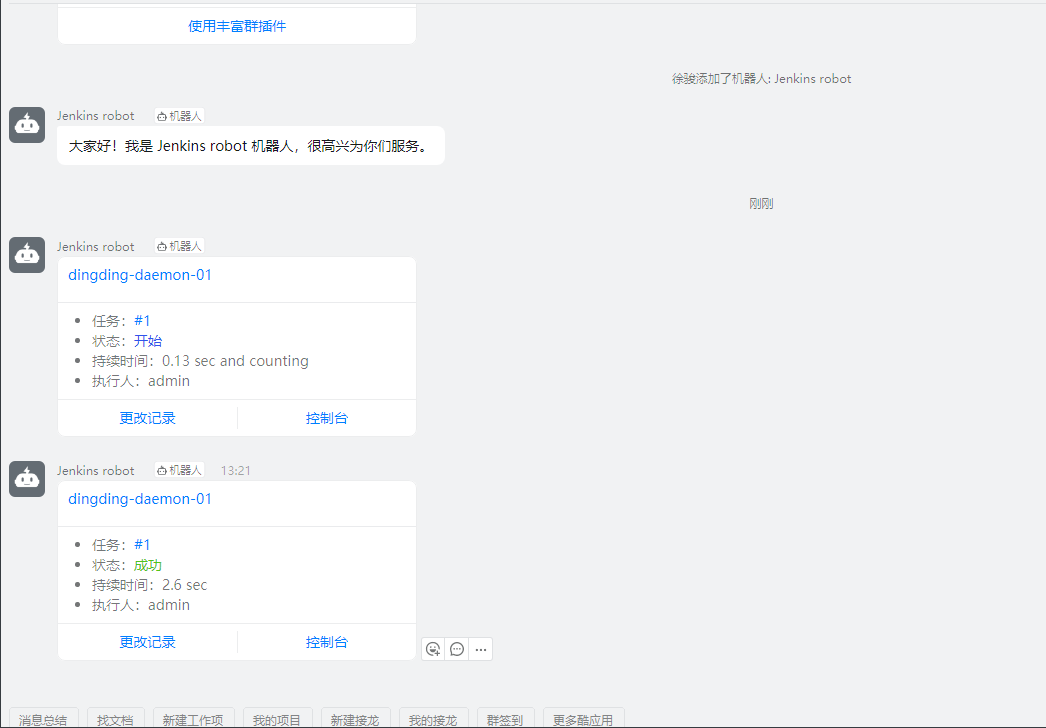 使用丰富群插件
徐骏添加了机器人: Jenkins robot
Jenkins robot 机器人
大家好！我是 Jenkins robot 机器人，很高兴为你们服务。
刚刚
Jenkins robot 机器人
dingding-daemon-01
任务：#1
状态：开始
持续时间：0.13 sec and counting
执行人：admin
更改记录 控制台
Jenkins robot 机器人 13:21
dingding-daemon-01
任务：#1
状态：成功
持续时间：2.6 sec
执行人：admin
更改记录 控制台
消息总结 找文档 新建工作项 我的项目 新建接龙 我的接龙 群签到 更多酷应用